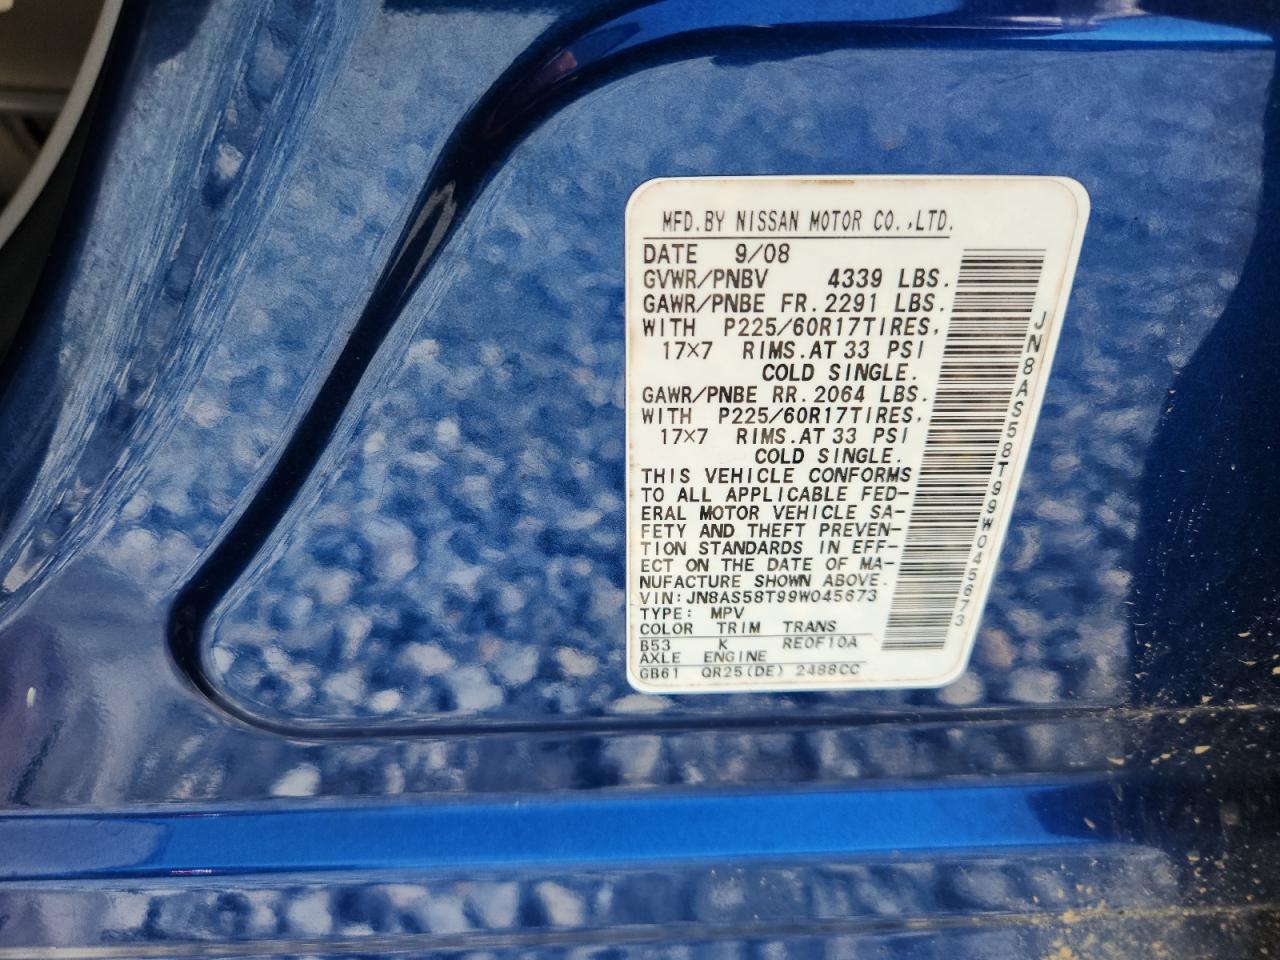 MFD.BY NISSAN MOTOR CO.,LTD.
DATE 9/08
GVWR/PNBV 4339 LBS.
GAWR/PNBE FR.2291 LBS.
WITH P225/60R17TIRES,
17×7 RIMS.AT 33 PSI
COLD SINGLE.
GAWR/PNBE RR.2064 LBS.
WITH P225/60R17TIRES,
17×7 RIMS.AT 33 PSI
COLD SINGLE.
THIS VEHICLE CONFORMS
TO ALL APPLICABLE FED-
ERAL MOTOR VEHICLE SA-
FETY AND THEFT PREVEN-
TION STANDARDS IN EFF-
ECT ON THE DATE OF MA-
NUFACTURE SHOWN ABOVE.
VIN:JN8AS58T99W045673
TYPE: MPV
COLOR TRIM TRANS
B53 K RE0F10A
AXLE ENGINE
GB61 QR25(DE) 2488CC
JN8AS58T99W045673